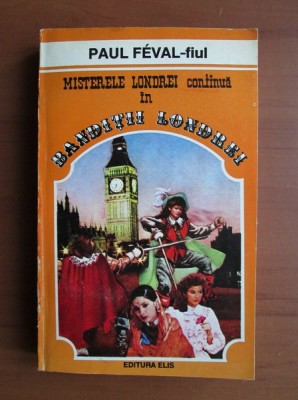 PAUL FÉVAL-fiul
MISTERELE LONDREI continuă
în
BANDIȚII LONDREI
EDITURA ELIS